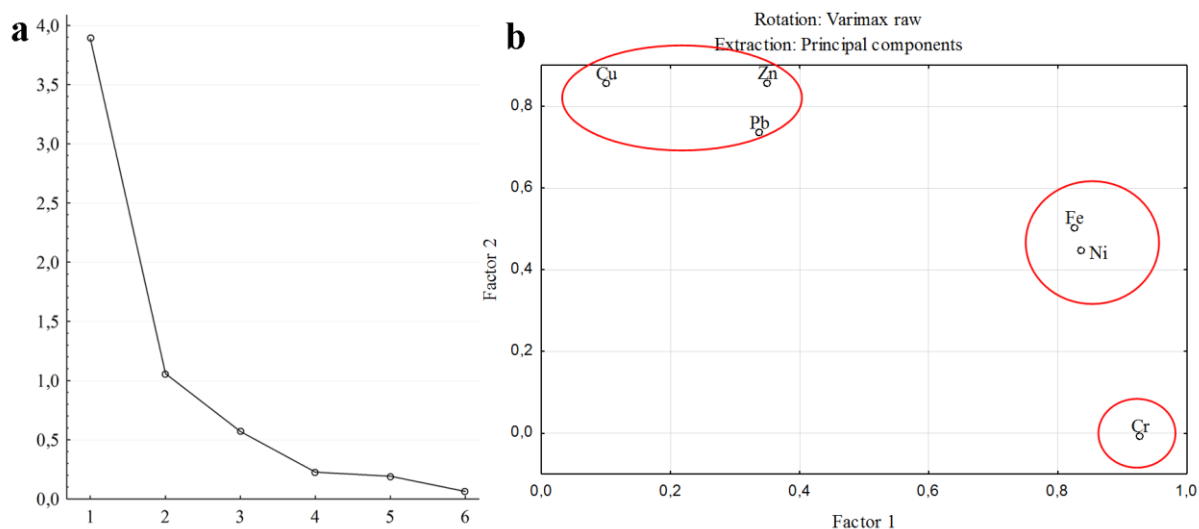 a
4,0
3,5
3,0
2,5
2,0
1,5
1,0
0,5
0,0
1 2 3 4 5 6
b
Rotation: Varimax raw
Extraction: Principal components
Cu
Zn
Pb
Fe
Ni
Cr
Factor 2
0,8
0,6
0,4
0,2
0,0
0,0 0,2 0,4 0,6 0,8 1,0
Factor 1